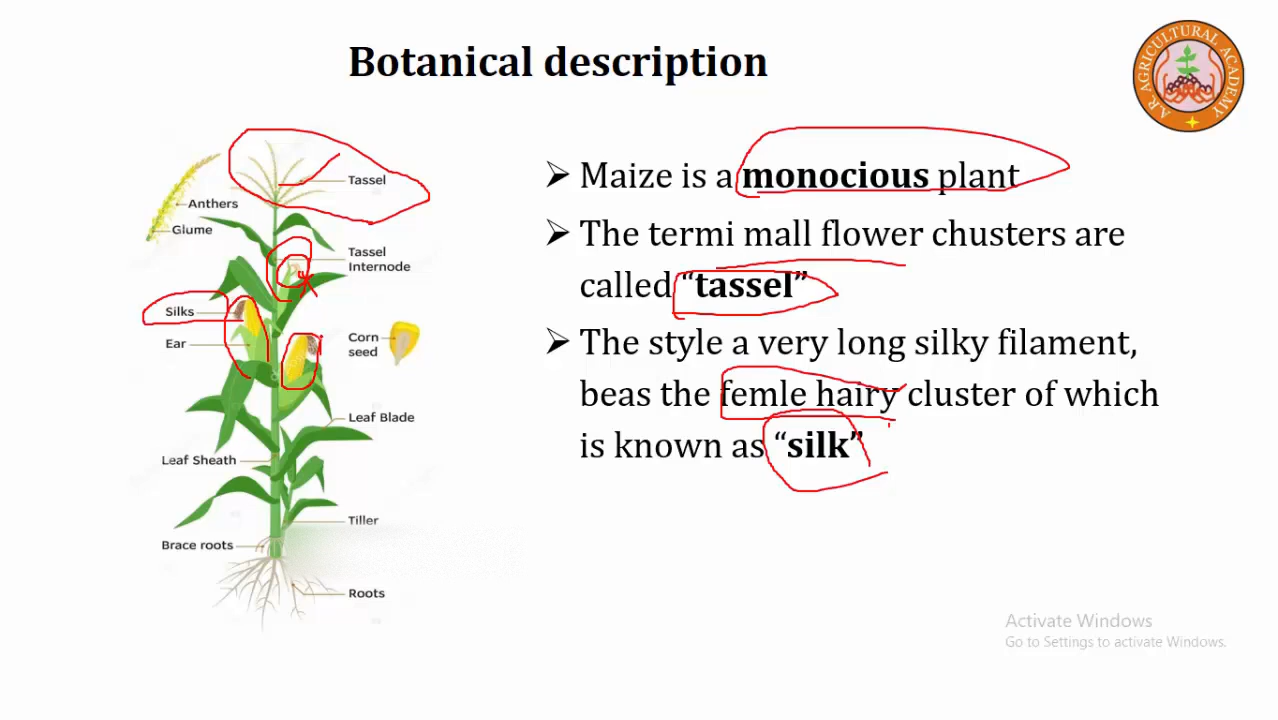 Botanical description
A.R. AGRICULTURAL ACADEMY
Tassel
Anthers
Glume
Tassel
Internode
Silks
Ear
Corn
seed
Leaf Blade
Leaf Sheath
Tiller
Brace roots
Roots
➢ Maize is a monocious plant
➢ The termi mall flower chusters are
called “tassel”
➢ The style a very long silky filament,
beas the femle hairy cluster of which
is known as “silk”
Activate Windows
Go to Settings to activate Windows.